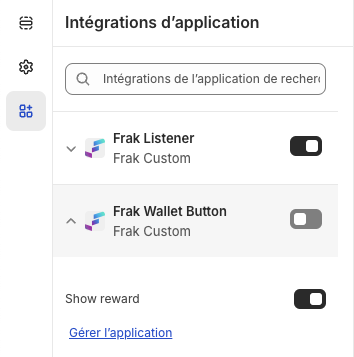 Intégrations d’application
Intégrations de l’application de recherc
Frak Listener
Frak Custom
Frak Wallet Button
Frak Custom
Show reward
Gérer l’application